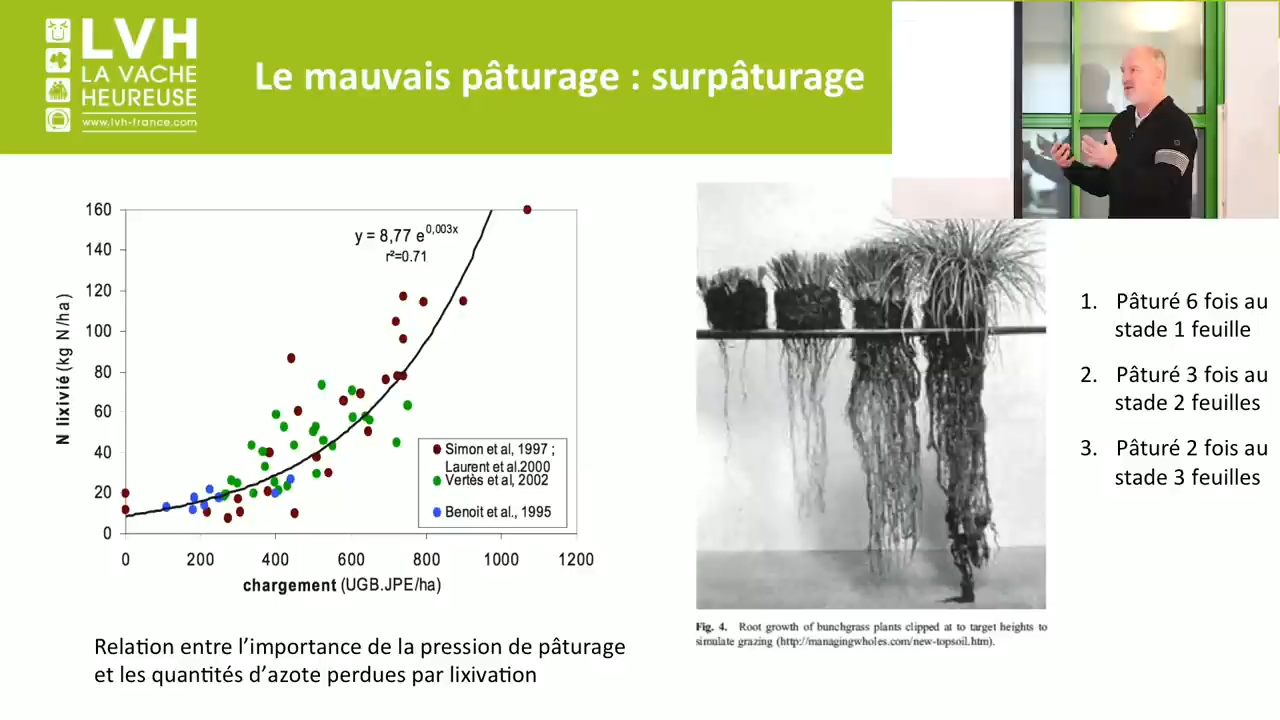 LVH
LA VACHE
HEUREUSE
www.lvh-france.com
Le mauvais pâturage : surpâturage
160
140
120
100
80
60
40
20
0
N lixivié (kg N/ha)
y = 8,77 e0,003x
r²=0.71
Simon et al, 1997 ;
Laurent et al.2000
Vertès et al, 2002
Benoit et al., 1995
0 200 400 600 800 1000 1200
chargement (UGB.JPE/ha)
Relation entre l’importance de la pression de pâturage
et les quantités d’azote perdues par lixivation
Fig. 4. Root growth of bunchgrass plants clipped at to target heights to
simulate grazing (http://managingwholes.com/new-topsoil.htm).
1. Pâturé 6 fois au
stade 1 feuille
2. Pâturé 3 fois au
stade 2 feuilles
3. Pâturé 2 fois au
stade 3 feuilles